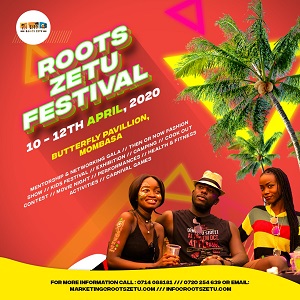 ROOTS
ZETU
FESTIVAL
10 - 12TH APRIL, 2020
BUTTERFLY PAVILLION,
MOMBASA
MENTORSHIP & NETWORKING GALA // THEN OR NOW FASHION
SHOW // KIDS FESTIVAL // EXHIBITION // CAMPING // COOK OUT
CONTEST // MOVIE NIGHT // PERFORMANCES // HEALTH & FITNESS
ACTIVITIES // CARNIVAL GAMES
FOR MORE INFORMATION CALL : 0714 068181 /// 0720 254 639 OR EMAIL:
MARKETING@ROOTSZETU.COM /// INFO@ROOTSZETU.COM